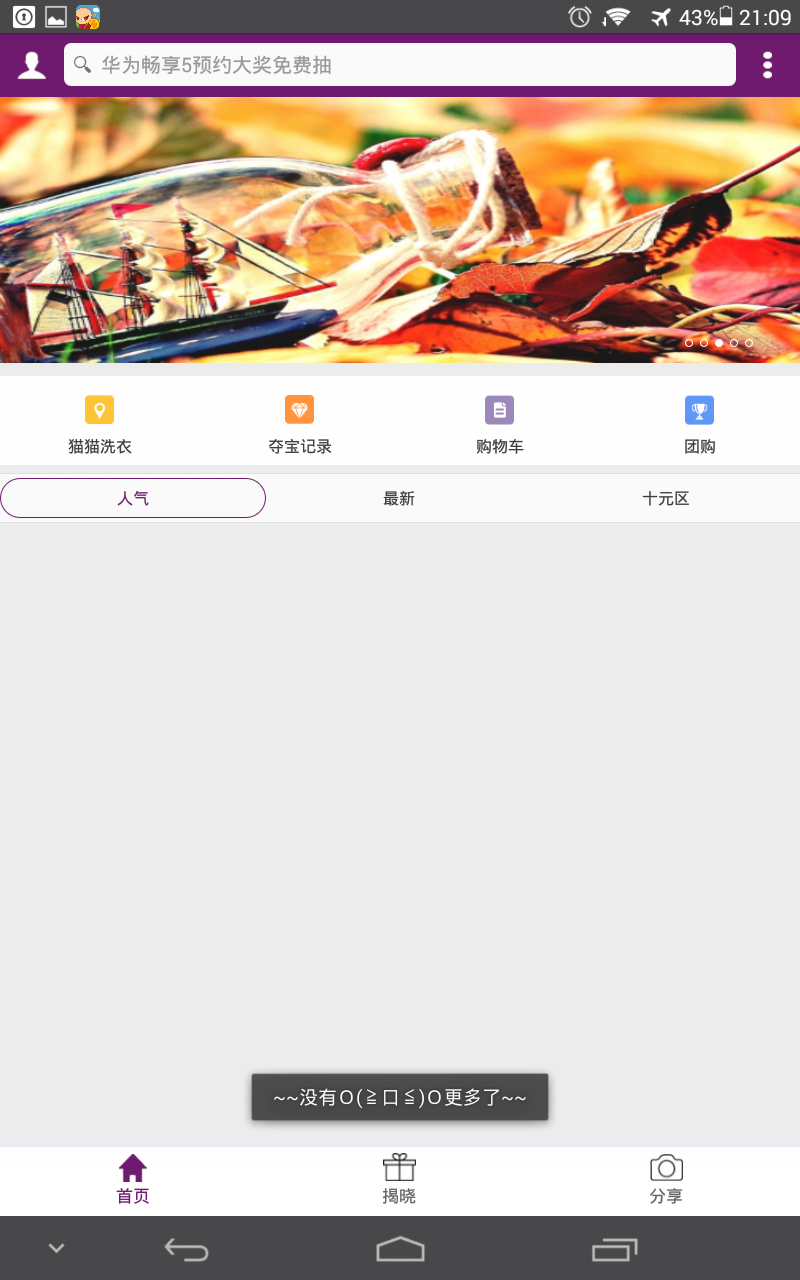 43% 21:09
华为畅享5预约大奖免费抽
猫猫洗衣 夺宝记录 购物车 团购
人气 最新 十元区
~~没有O(≧口≦)O更多了~~
首页 揭晓 分享